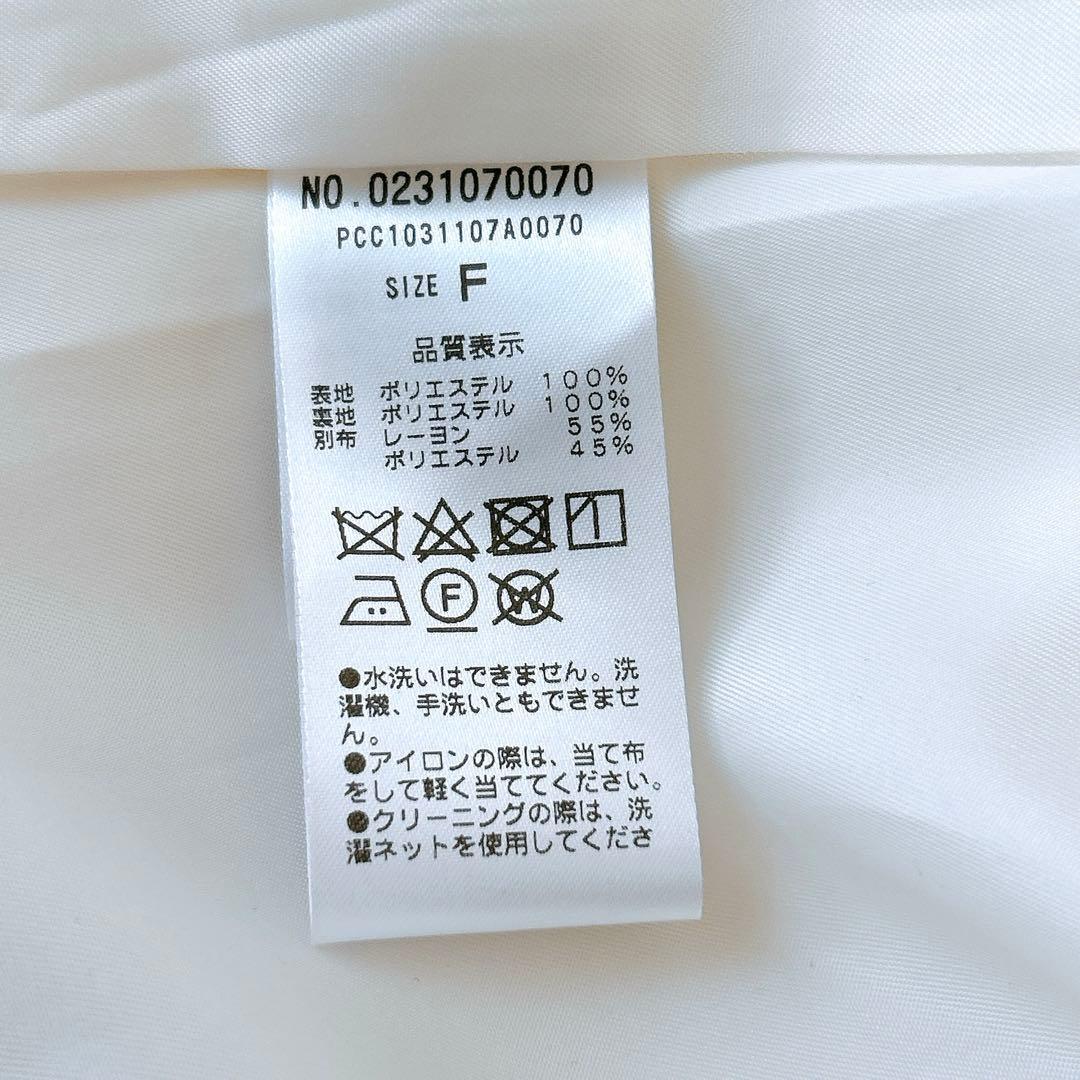 NO.0231070070
PCC1031107A0070
SIZE F
品質表示
表地 ポリエステル 100%
裏地 ポリエステル 100%
別布 レーヨン 55%
ポリエステル 45%
F
W
●水洗いはできません。洗
濯機、手洗いともできませ
ん。
●アイロンの際は、当て布
をして軽く当ててください。
●クリーニングの際は、洗
濯ネットを使用してくださ